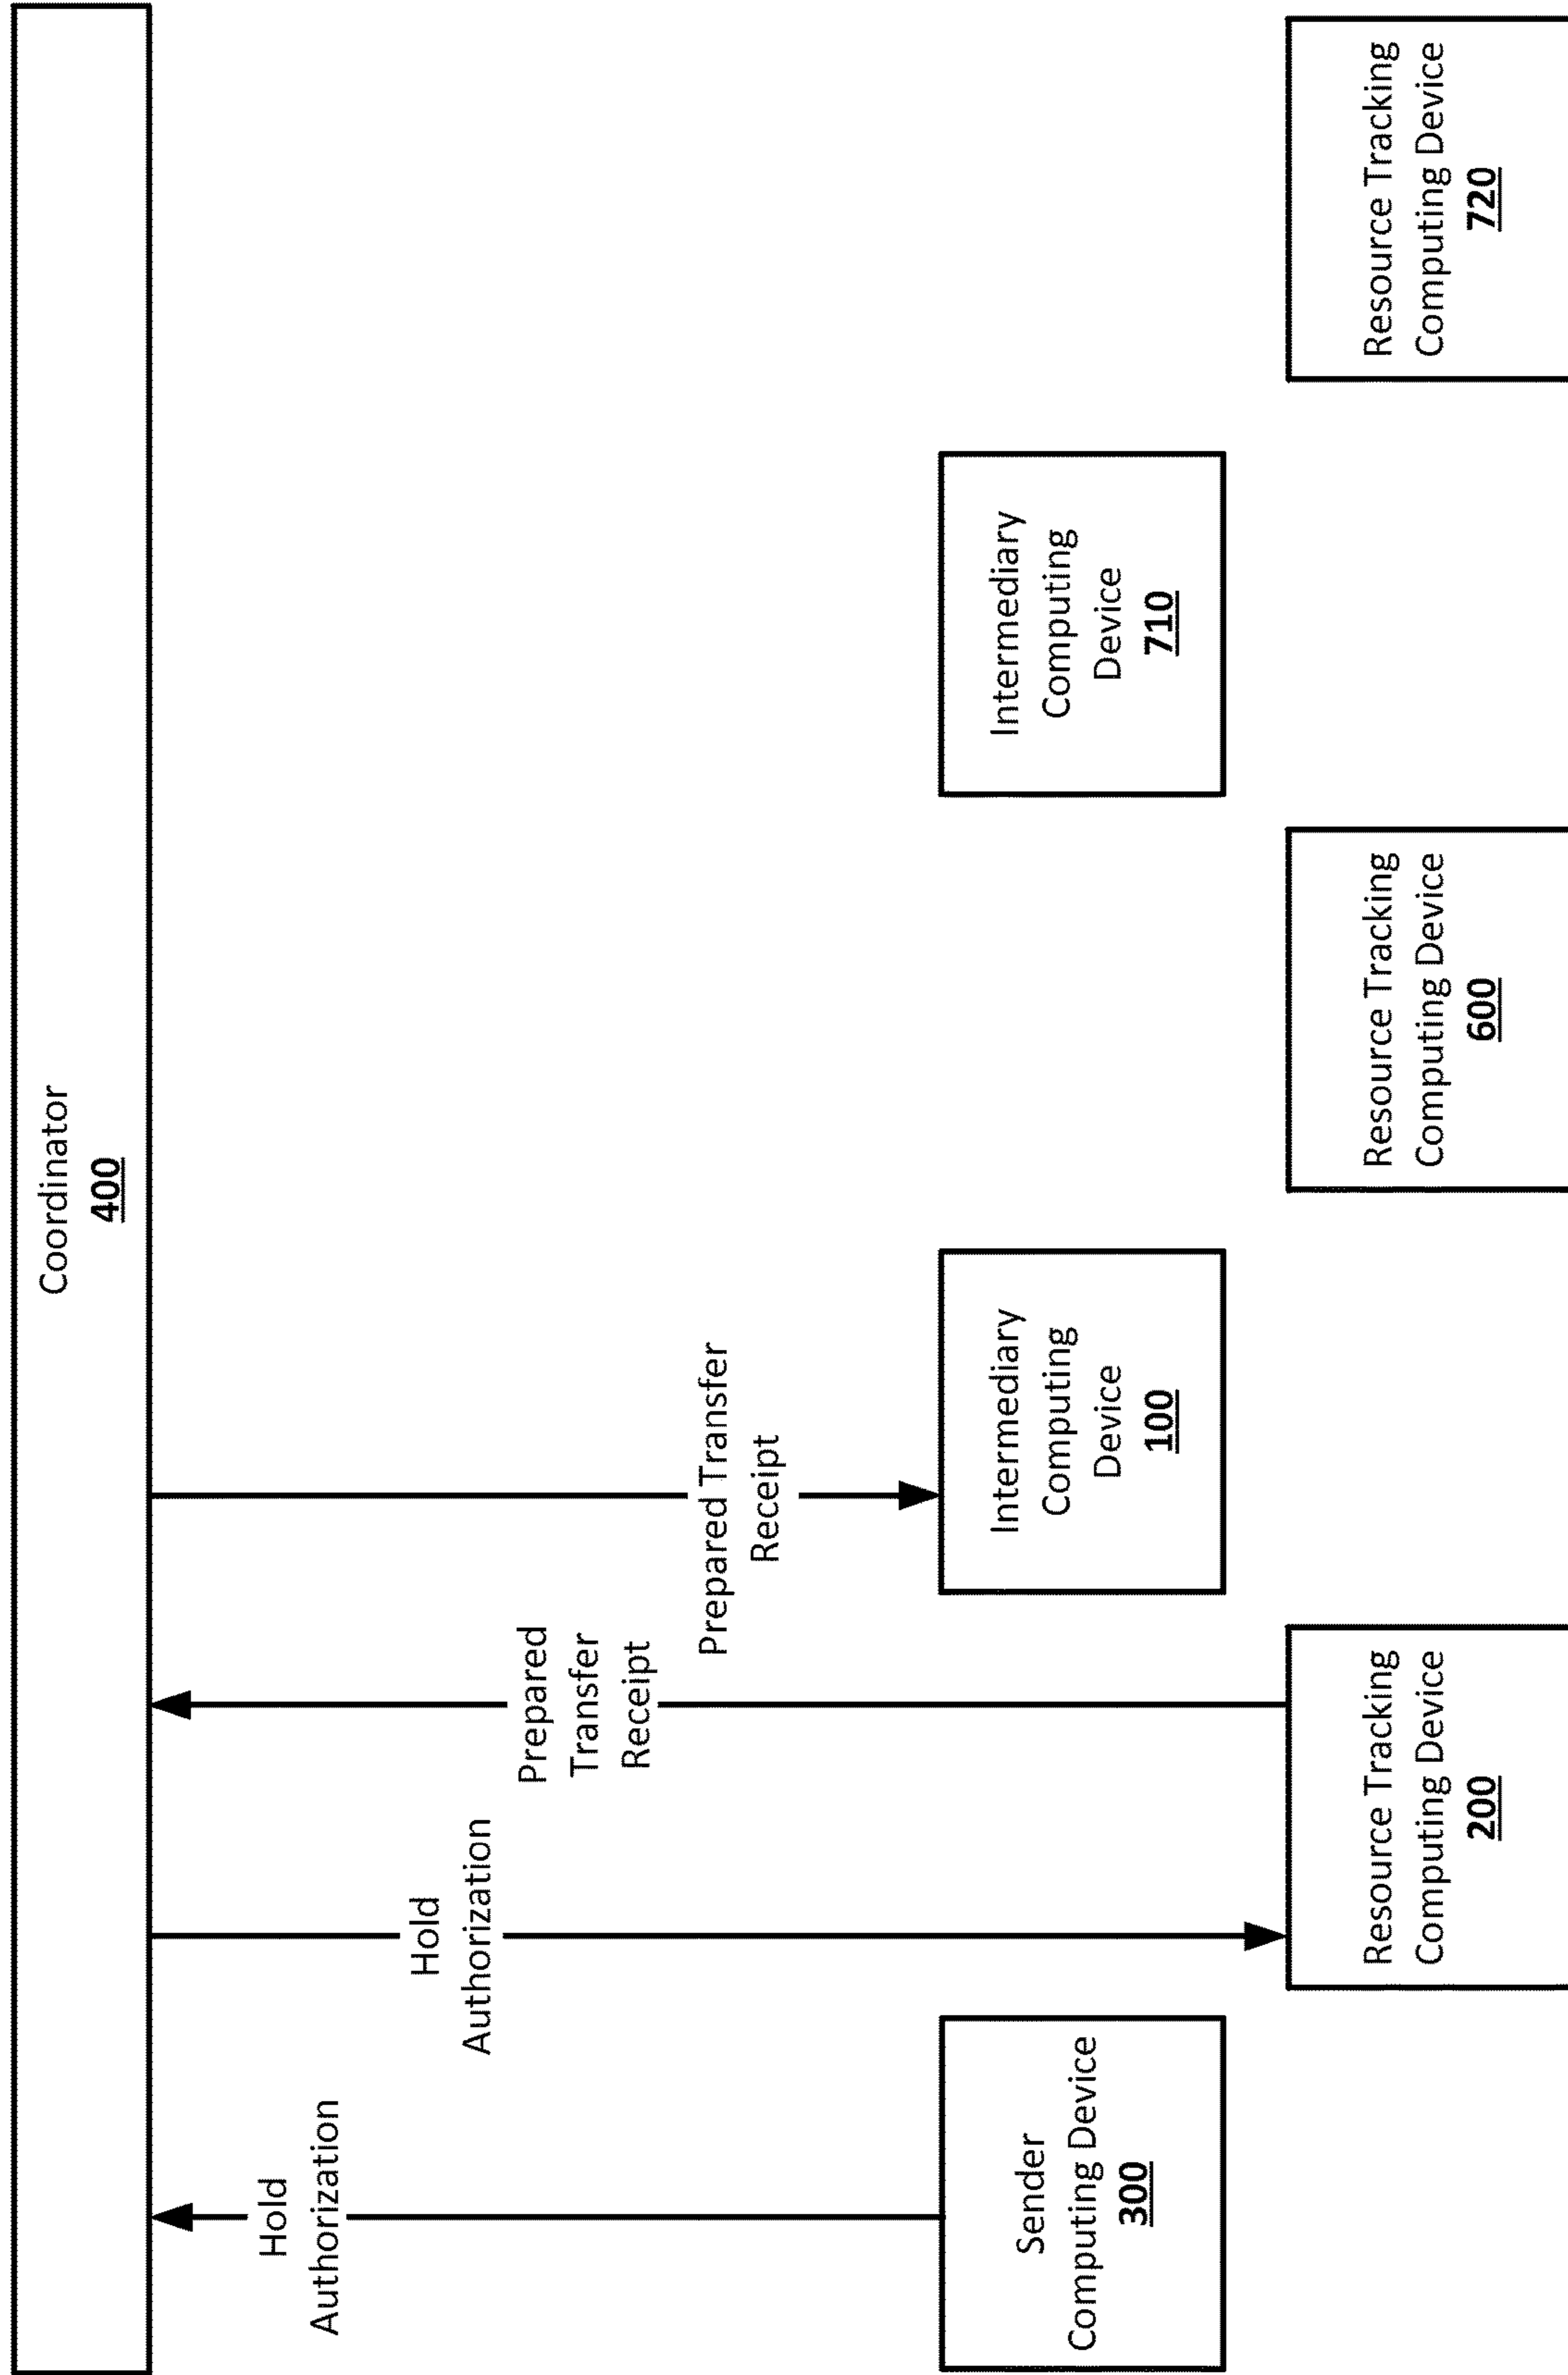 Coordinator
400
Hold
Authorization
Hold
Authorization
Prepared
Transfer
Receipt
Prepared Transfer
Receipt
Sender
Computing Device
300
Intermediary
Computing
Device
100
Intermediary
Computing
Device
710
Resource Tracking
Computing Device
200
Resource Tracking
Computing Device
600
Resource Tracking
Computing Device
720